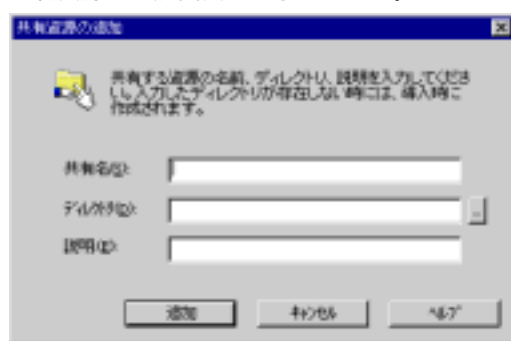 共有資源の追加
共有する資源の名前、ディレクトリ、説明を入力してくださ
い。入力したディレクトリが存在しない時には、導入時に
作成されます。
共有名(S):
ディレクトリ(D):
...
説明(E):
追加
キャンセル
ヘルプ